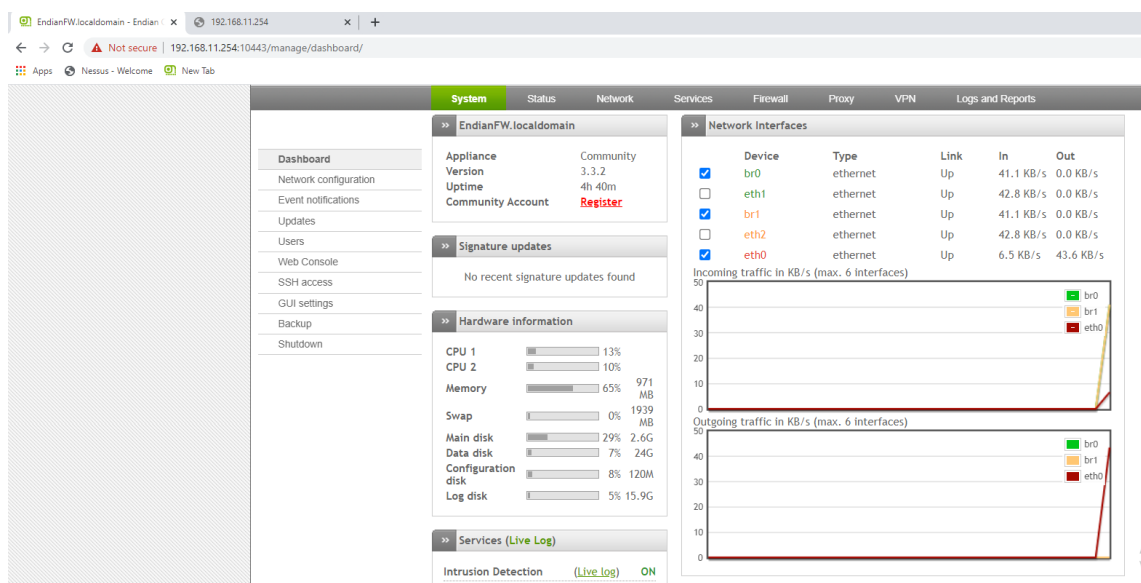 EndianFW.localdomain - Endian
192.168.11.254
Not secure | 192.168.11.254:10443/manage/dashboard/
Apps Nessus - Welcome New Tab
System Status Network Services Firewall Proxy VPN Logs and Reports
Dashboard
Network configuration
Event notifications
Updates
Users
Web Console
SSH access
GUI settings
Backup
Shutdown
EndianFW.localdomain
Appliance Community
Version 3.3.2
Uptime 4h 40m
Community Account Register
Signature updates
No recent signature updates found
Hardware information
CPU 1 13%
CPU 2 10%
Memory 65% 971 MB
Swap 0% 1939 MB
Main disk 29% 2.6G
Data disk 7% 24G
Configuration disk 8% 120M
Log disk 5% 15.9G
Services (Live Log)
Intrusion Detection (Live log) ON
Network Interfaces
Device Type Link In Out
br0 ethernet Up 41.1 KB/s 0.0 KB/s
eth1 ethernet Up 42.8 KB/s 0.0 KB/s
br1 ethernet Up 41.1 KB/s 0.0 KB/s
eth2 ethernet Up 42.8 KB/s 0.0 KB/s
eth0 ethernet Up 6.5 KB/s 43.6 KB/s
Incoming traffic in KB/s (max. 6 interfaces)
50
40
30
20
10
0
br0
br1
eth0
Outgoing traffic in KB/s (max. 6 interfaces)
50
40
30
20
10
0
br0
br1
eth0